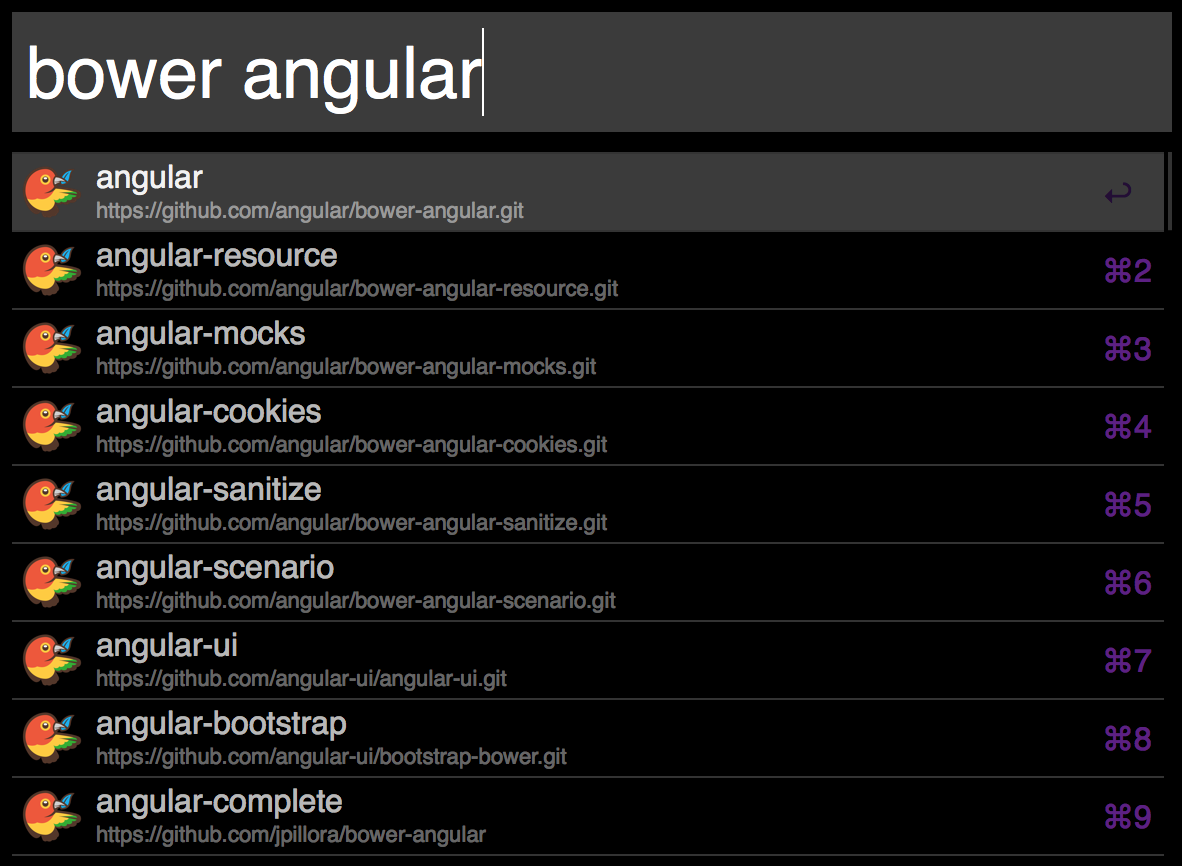 bower angular
angular
https://github.com/angular/bower-angular.git
↩
angular-resource
https://github.com/angular/bower-angular-resource.git
⌘2
angular-mocks
https://github.com/angular/bower-angular-mocks.git
⌘3
angular-cookies
https://github.com/angular/bower-angular-cookies.git
⌘4
angular-sanitize
https://github.com/angular/bower-angular-sanitize.git
⌘5
angular-scenario
https://github.com/angular/bower-angular-scenario.git
⌘6
angular-ui
https://github.com/angular-ui/angular-ui.git
⌘7
angular-bootstrap
https://github.com/angular-ui/bootstrap-bower.git
⌘8
angular-complete
https://github.com/jpillora/bower-angular
⌘9